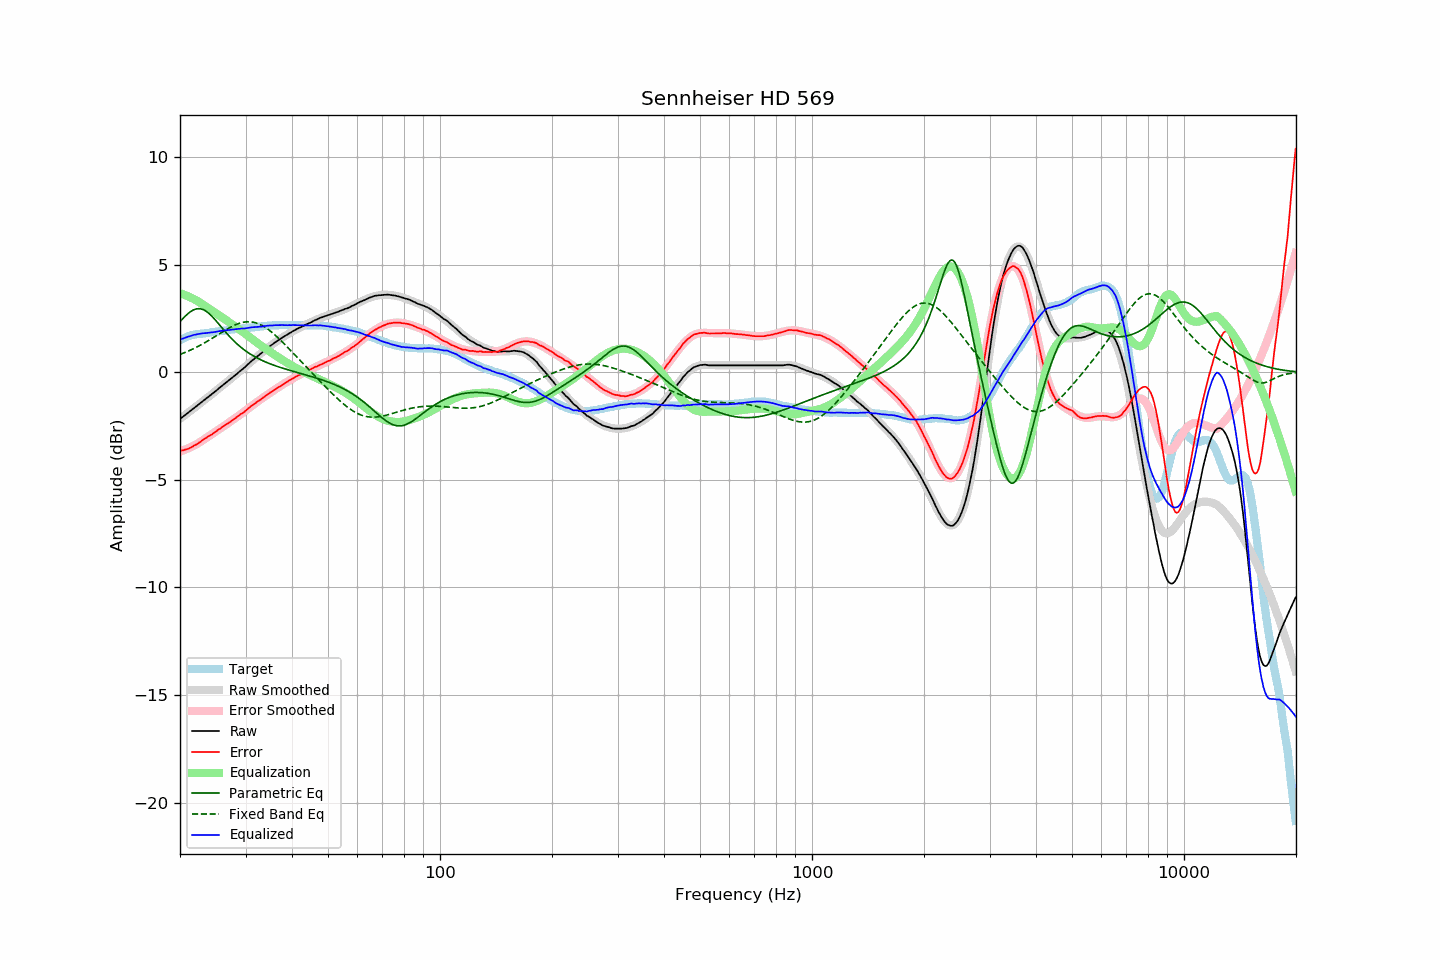 Sennheiser HD 569
10
5
0
−5
−10
−15
−20
Amplitude (dBr)
Target
Raw Smoothed
Error Smoothed
Raw
Error
Equalization
Parametric Eq
Fixed Band Eq
Equalized
100
1000
10000
Frequency (Hz)